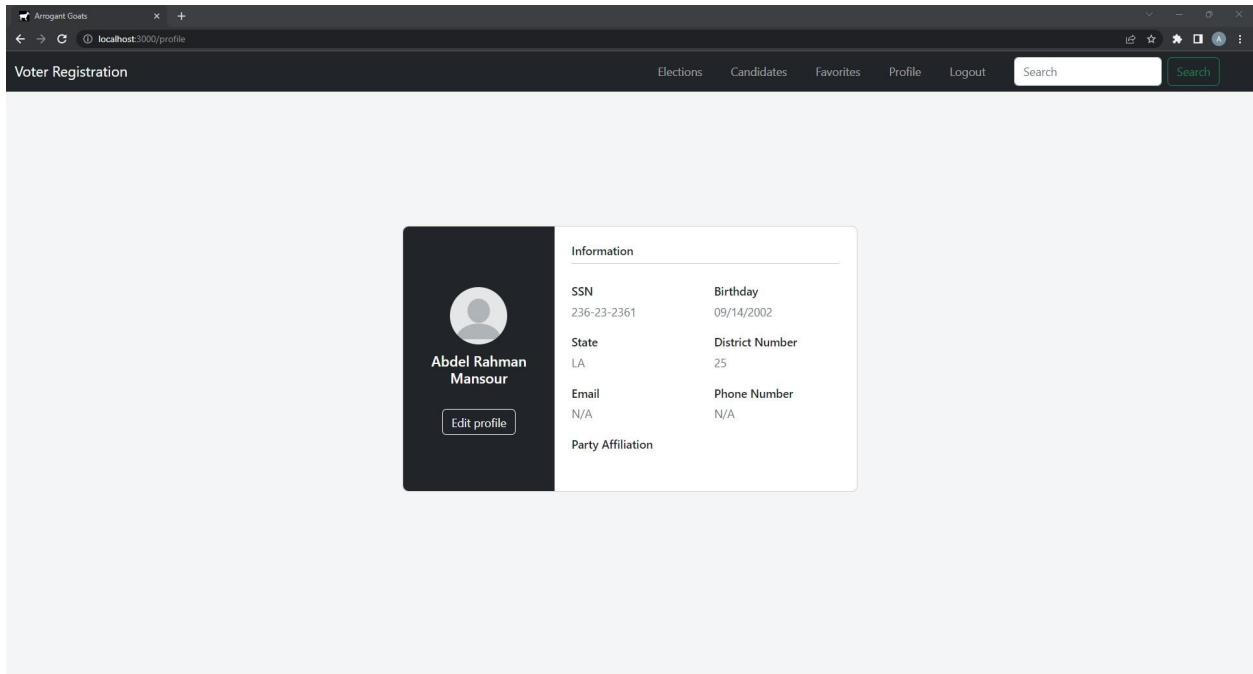 Arrogant Goats
localhost:3000/profile
A
Voter Registration
Elections Candidates Favorites Profile Logout Search Search
Abdel Rahman
Mansour
Edit profile
Information
SSN Birthday
236-23-2361 09/14/2002
State District Number
LA 25
Email Phone Number
N/A N/A
Party Affiliation